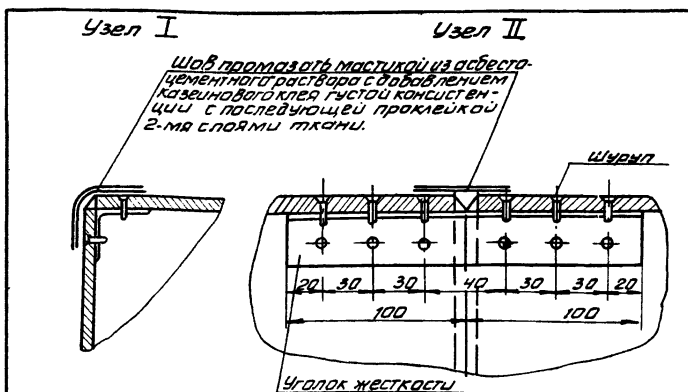 Узел I
Узел II
Шов промазать мастикой из асбесто-
цементного раствора с добавлением
казеинового клея густой консистен-
ции с последующей проклейкой
2-мя слоями ткани.
Шуруп
20 30 30 40 30 30 20
100 100
Уголок жесткости